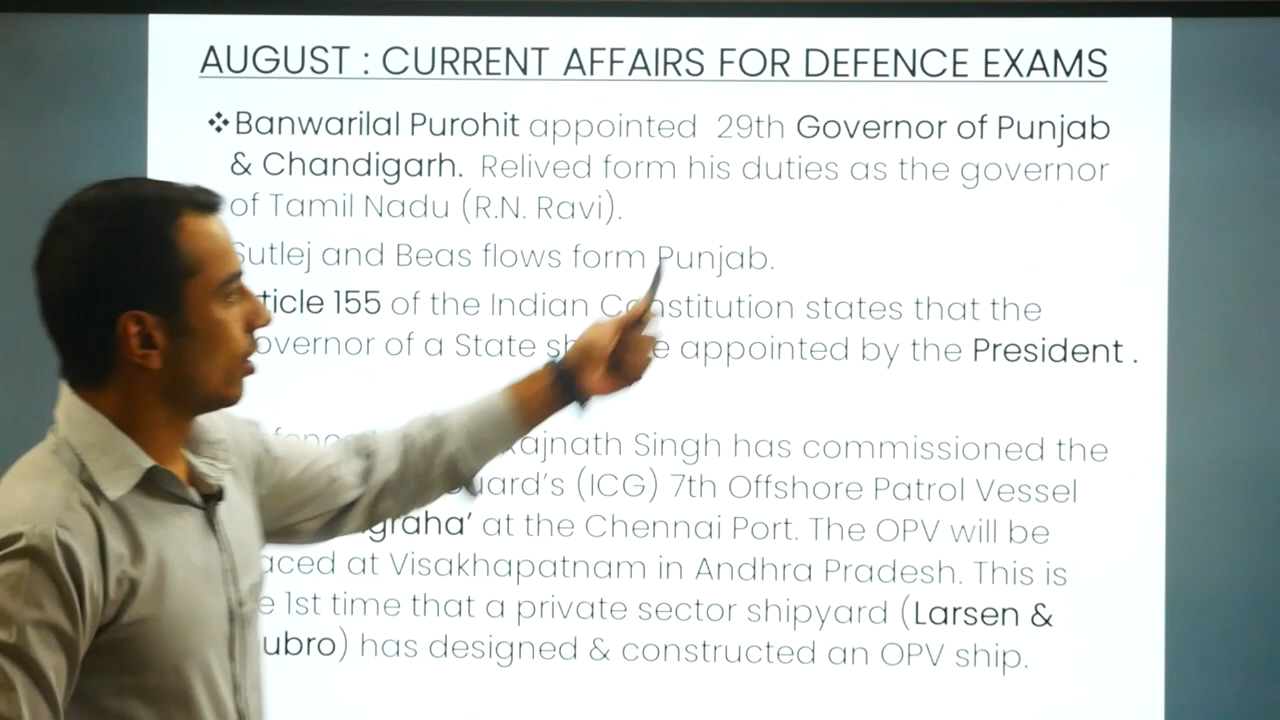 AUGUST : CURRENT AFFAIRS FOR DEFENCE EXAMS
❖Banwarilal Purohit appointed 29th Governor of Punjab
& Chandigarh. Relived form his duties as the governor
of Tamil Nadu (R.N. Ravi).
Sutlej and Beas flows form Punjab.
ticle 155 of the Indian Constitution states that the
overnor of a State appointed by the President .
Rajnath Singh has commissioned the
uard’s (ICG) 7th Offshore Patrol Vessel
graha’ at the Chennai Port. The OPV will be
aced at Visakhapatnam in Andhra Pradesh. This is
e 1st time that a private sector shipyard (Larsen &
ubro) has designed & constructed an OPV ship.